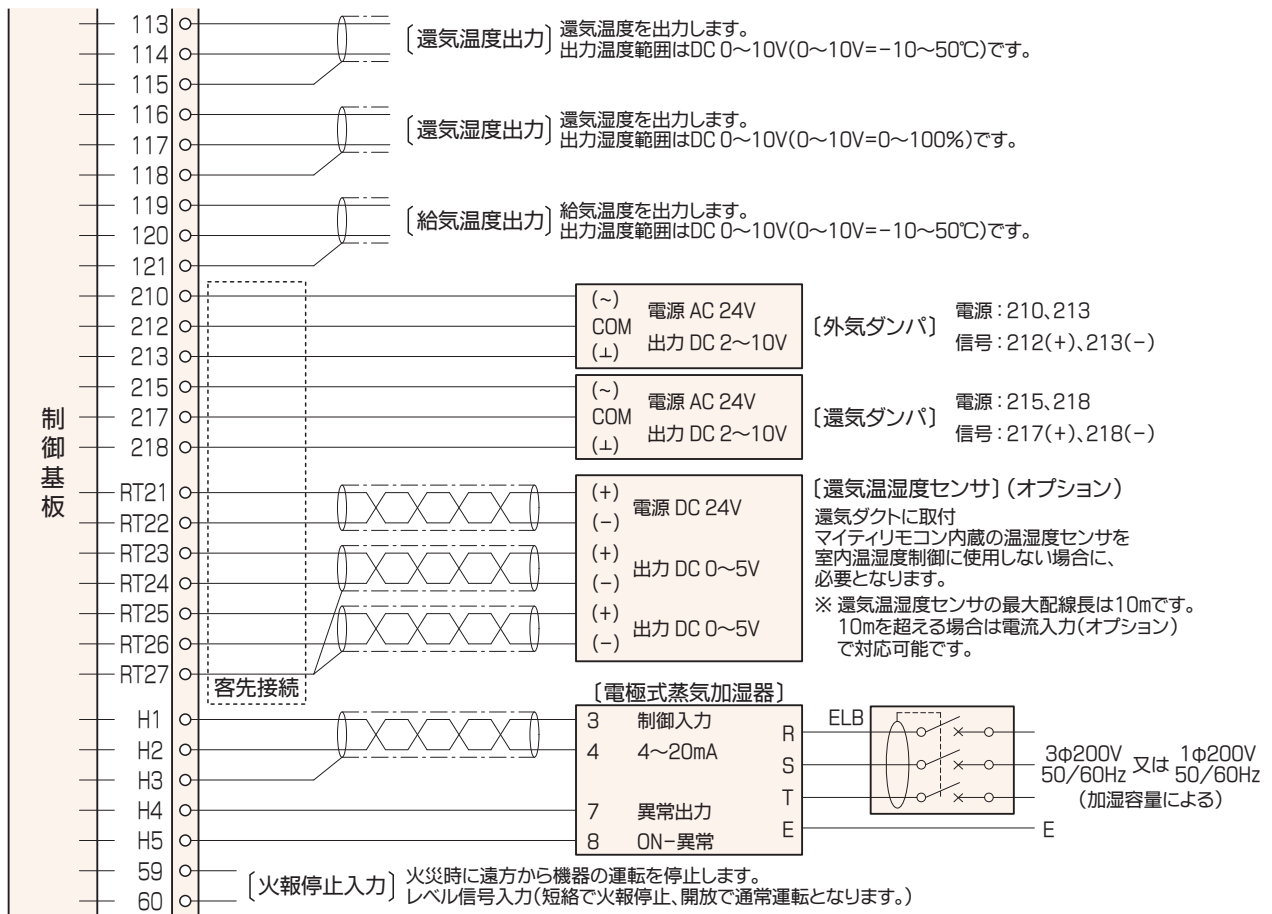 制御基板
113
114
115
〔還気温度出力〕
還気温度を出力します。
出力温度範囲はDC 0～10V(0～10V=－10～50℃)です。
116
117
118
〔還気湿度出力〕
還気湿度を出力します。
出力湿度範囲はDC 0～10V(0～10V=0～100%)です。
119
120
121
〔給気温度出力〕
給気温度を出力します。
出力温度範囲はDC 0～10V(0～10V=－10～50℃)です。
210
212
213
(~)
COM
(⊥)
電源 AC 24V
出力 DC 2～10V
〔外気ダンパ〕
電源：210、213
信号：212(+)、213(−)
215
217
218
(~)
COM
(⊥)
電源 AC 24V
出力 DC 2～10V
〔還気ダンパ〕
電源：215、218
信号：217(+)、218(−)
RT21
RT22
RT23
RT24
RT25
RT26
RT27
客先接続
(+)
(−)
電源 DC 24V
(+)
(−)
出力 DC 0～5V
(+)
(−)
出力 DC 0～5V
〔還気温湿度センサ〕(オプション)
還気ダクトに取付
マイティリモコン内蔵の温湿度センサを
室内温湿度制御に使用しない場合に、
必要となります。
※ 還気温湿度センサの最大配線長は10mです。
10mを超える場合は電流入力(オプション)
で対応可能です。
〔電極式蒸気加湿器〕
H1
H2
H3
H4
H5
3 制御入力
4 4～20mA
7 異常出力
8 ON−異常
R
S
T
E
ELB
3φ200V
50/60Hz
又は
1φ200V
50/60Hz
(加湿容量による)
E
59
60
〔火報停止入力〕
火災時に遠方から機器の運転を停止します。
レベル信号入力(短絡で火報停止、開放で通常運転となります。)